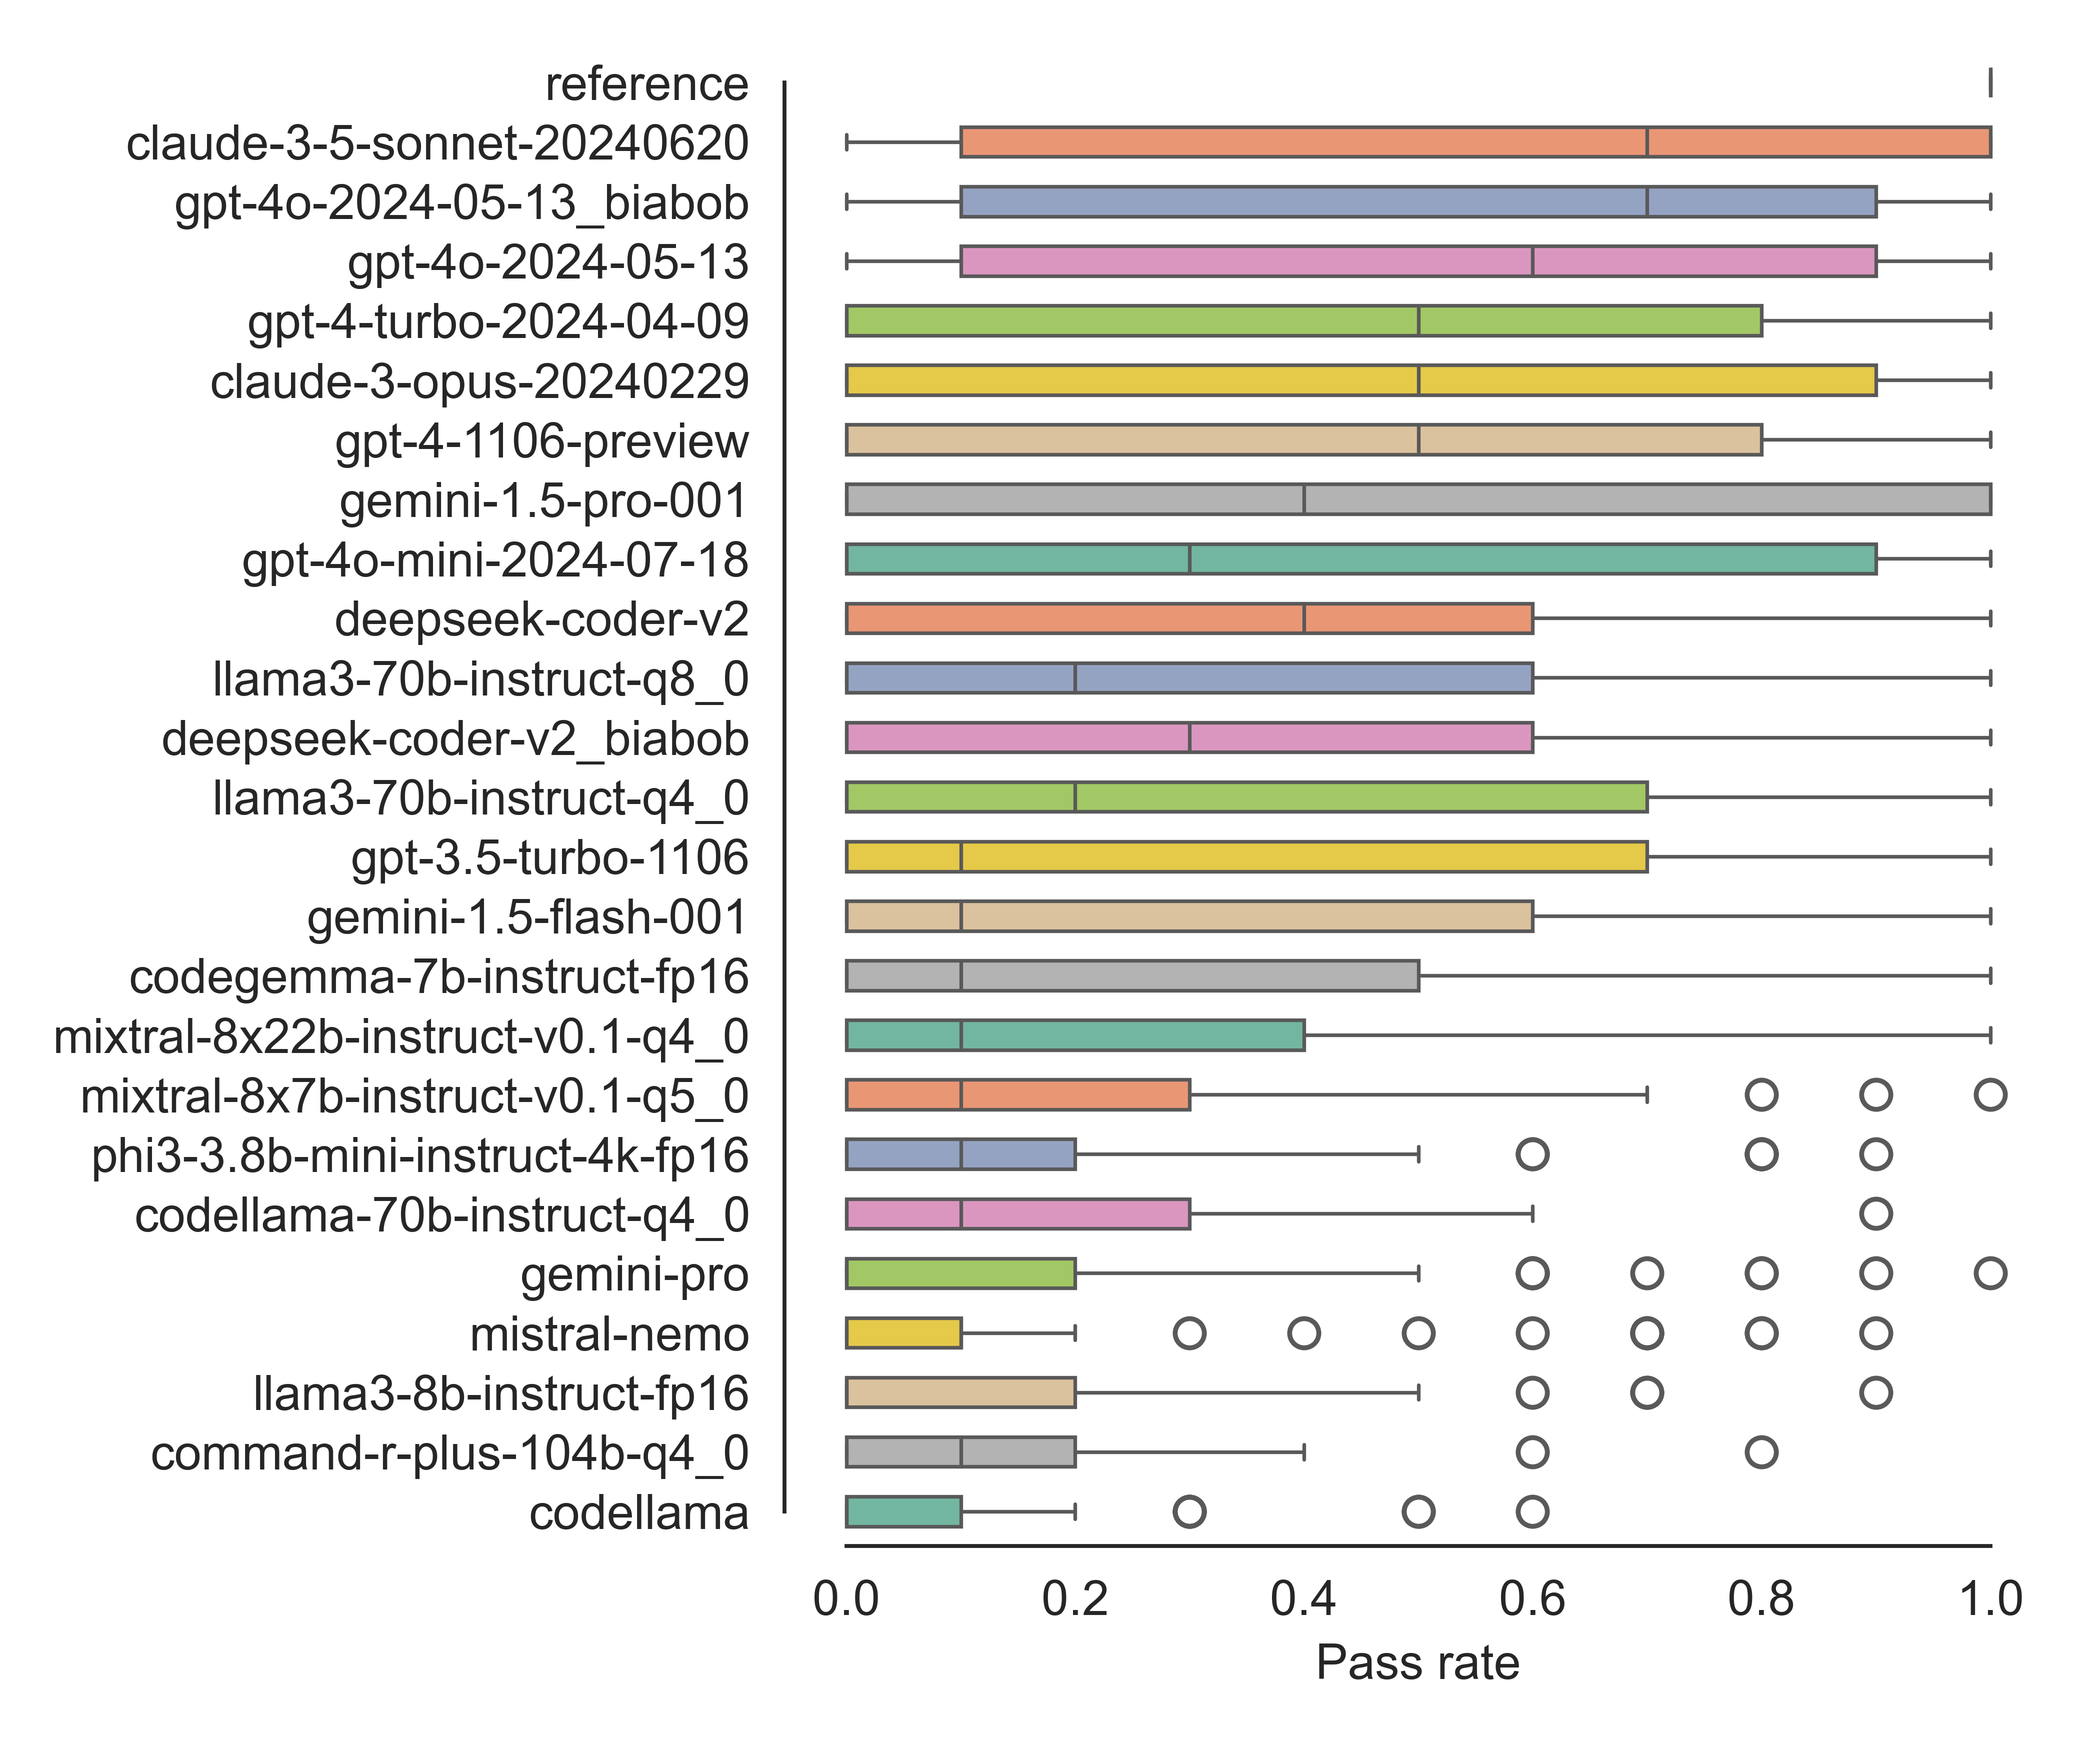 reference
claude-3-5-sonnet-20240620
gpt-4o-2024-05-13_biabob
gpt-4o-2024-05-13
gpt-4-turbo-2024-04-09
claude-3-opus-20240229
gpt-4-1106-preview
gemini-1.5-pro-001
gpt-4o-mini-2024-07-18
deepseek-coder-v2
llama3-70b-instruct-q8_0
deepseek-coder-v2_biabob
llama3-70b-instruct-q4_0
gpt-3.5-turbo-1106
gemini-1.5-flash-001
codegemma-7b-instruct-fp16
mixtral-8x22b-instruct-v0.1-q4_0
mixtral-8x7b-instruct-v0.1-q5_0
phi3-3.8b-mini-instruct-4k-fp16
codellama-70b-instruct-q4_0
gemini-pro
mistral-nemo
llama3-8b-instruct-fp16
command-r-plus-104b-q4_0
codellama
0.0 0.2 0.4 0.6 0.8 1.0
Pass rate